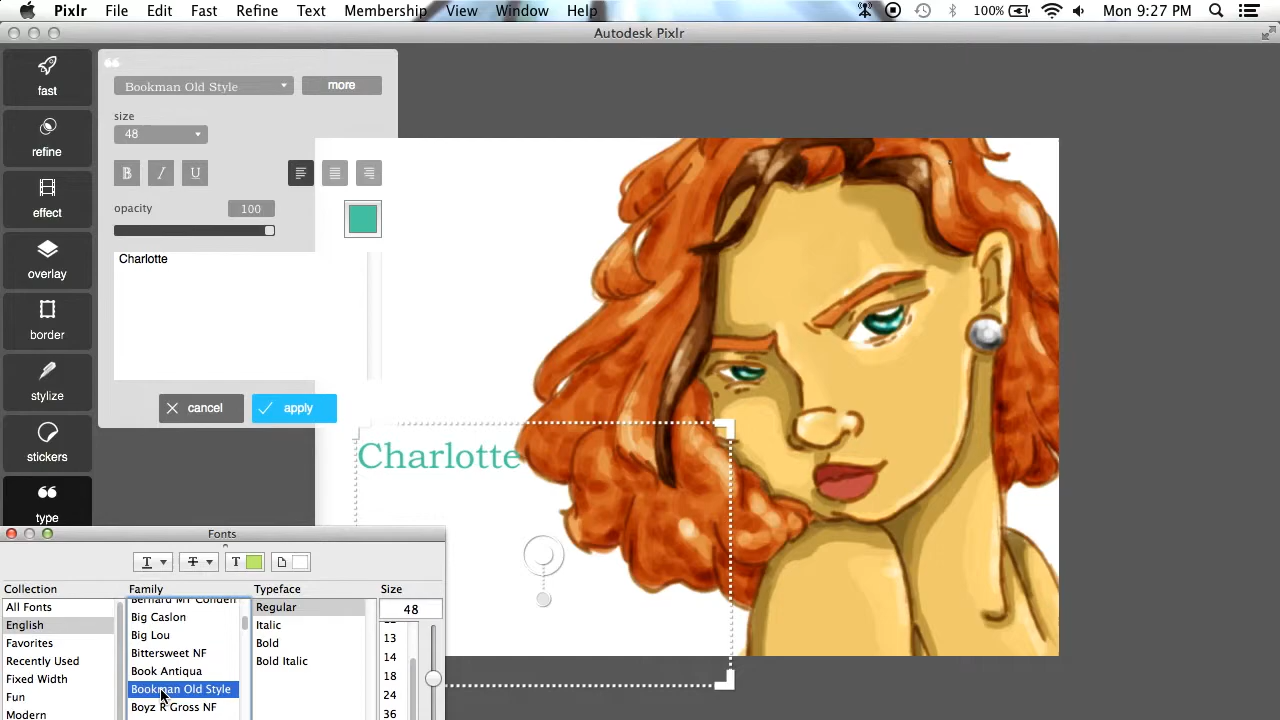 Pixlr File Edit Fast Refine Text Membership View Window Help 100% Mon 9:27 PM
Autodesk Pixlr
fast
refine
effect
overlay
border
stylize
stickers
type
Bookman Old Style more
size
48
B I U
opacity 100
Charlotte
cancel apply
Charlotte
Fonts
T T T
Collection Family Typeface Size
48
All Fonts
English
Favorites
Recently Used
Fixed Width
Fun
Modern
Bernard MT Conden
Big Caslon
Big Lou
Bittersweet NF
Book Antiqua
Bookman Old Style
Boyz R Gross NF
Regular
Italic
Bold
Bold Italic
13
14
18
24
36